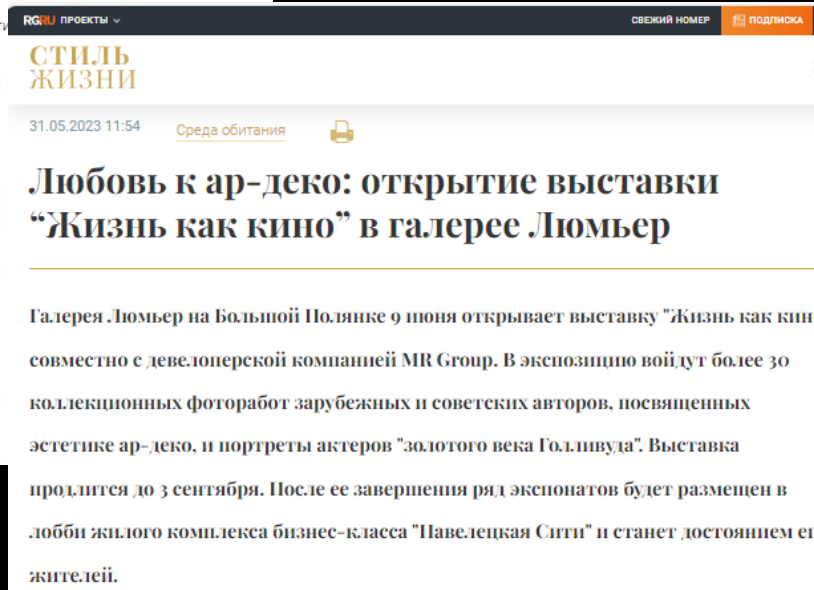 RGRU ПРОЕКТЫ
СВЕЖИЙ НОМЕР
ПОДПИСКА
СТИЛЬ
ЖИЗНИ
31.05.2023 11:54
Среда обитания
Любовь к ар-деко: открытие выставки
“Жизнь как кино” в галерее Люмьер
Галерея Люмьер на Большой Полянке 9 июня открывает выставку "Жизнь как кин
совместно с девелоперской компанией MR Group. В экспозицию войдут более 30
коллекционных фоторабот зарубежных и советских авторов, посвященных
эстетике ар-деко, и портреты актеров "золотого века Голливуда". Выставка
продлится до 3 сентября. После ее завершения ряд экспонатов будет размещен в
лобби жилого комплекса бизнес-класса "Павелецкая Сити" и станет достоянием
жителей.